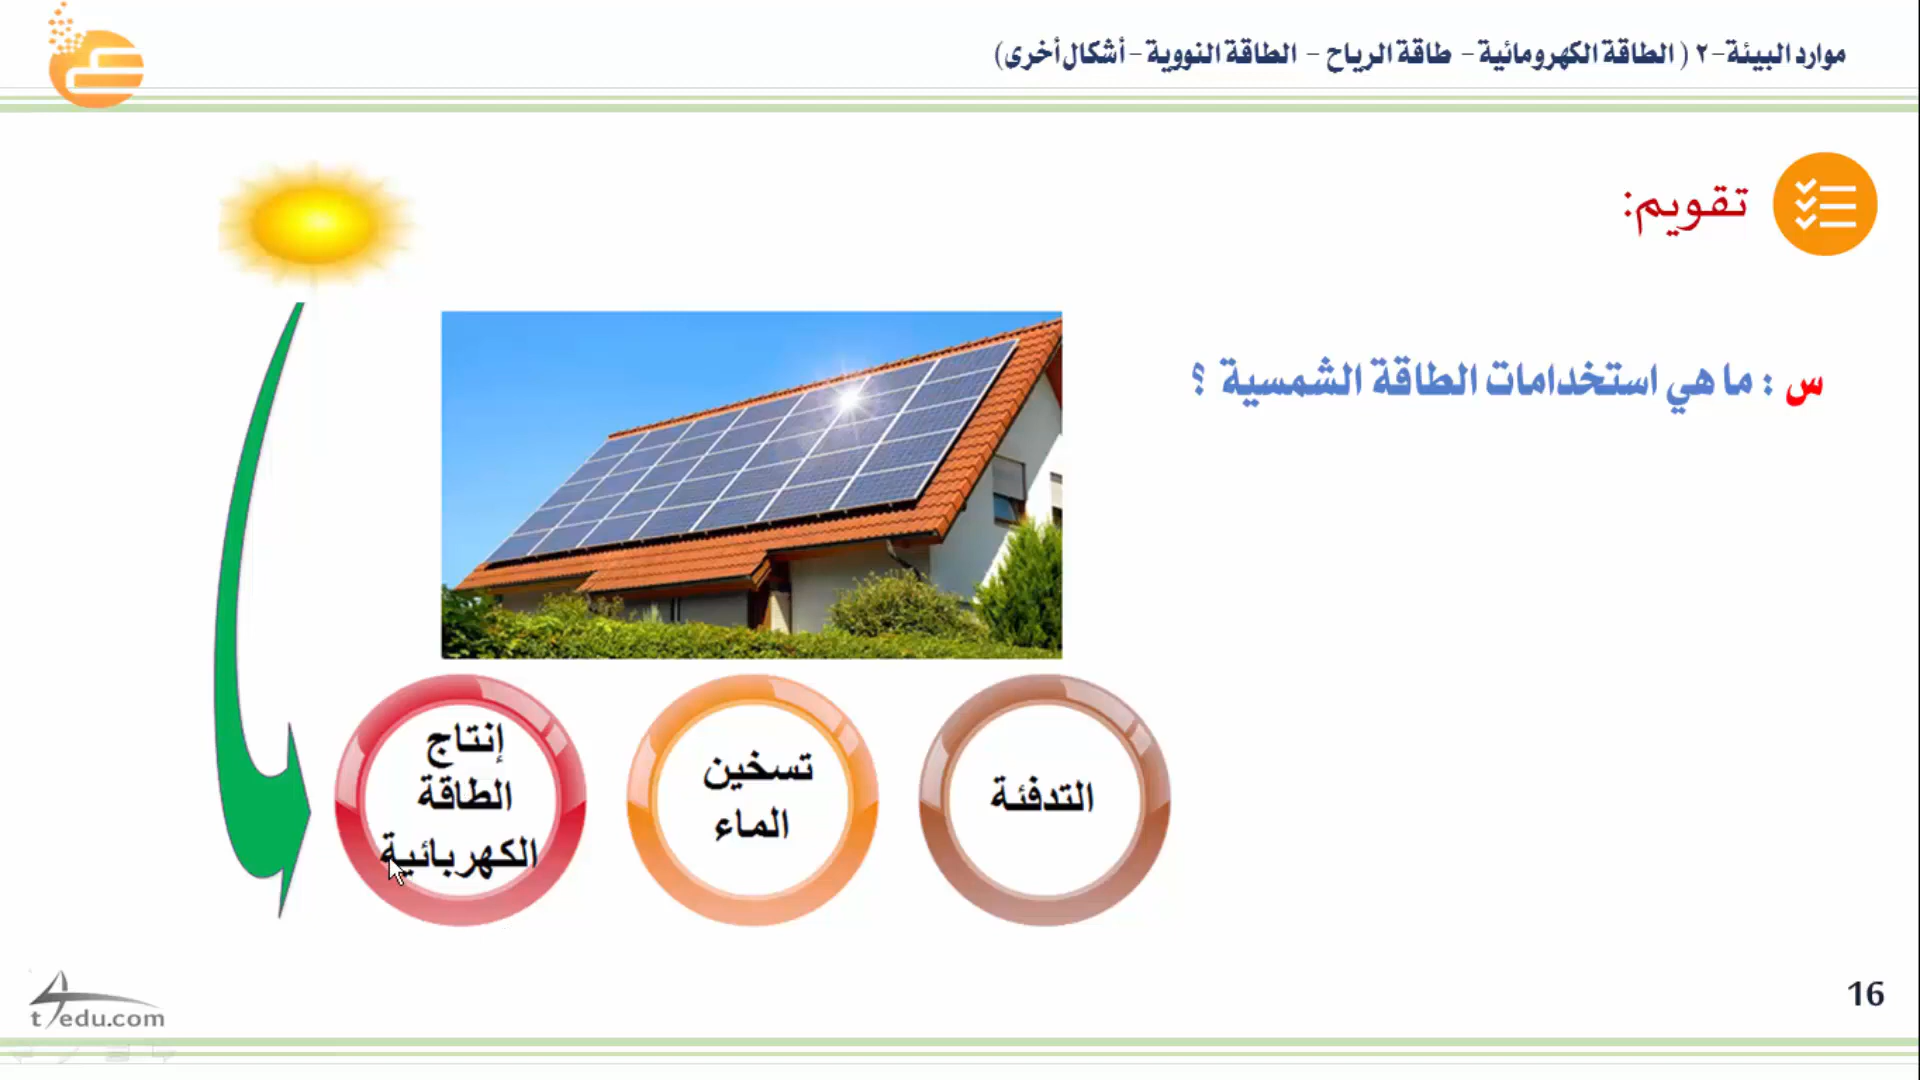 موارد البيئة-٢ ( الطاقة الكهرومائية- طاقة الرياح - الطاقة النووية - أشكال أخرى)
تقويم:
س : ما هي استخدامات الطاقة الشمسية ؟
التدفئة
تسخين
الماء
إنتاج
الطاقة
الكهربائية
t4edu.com
16